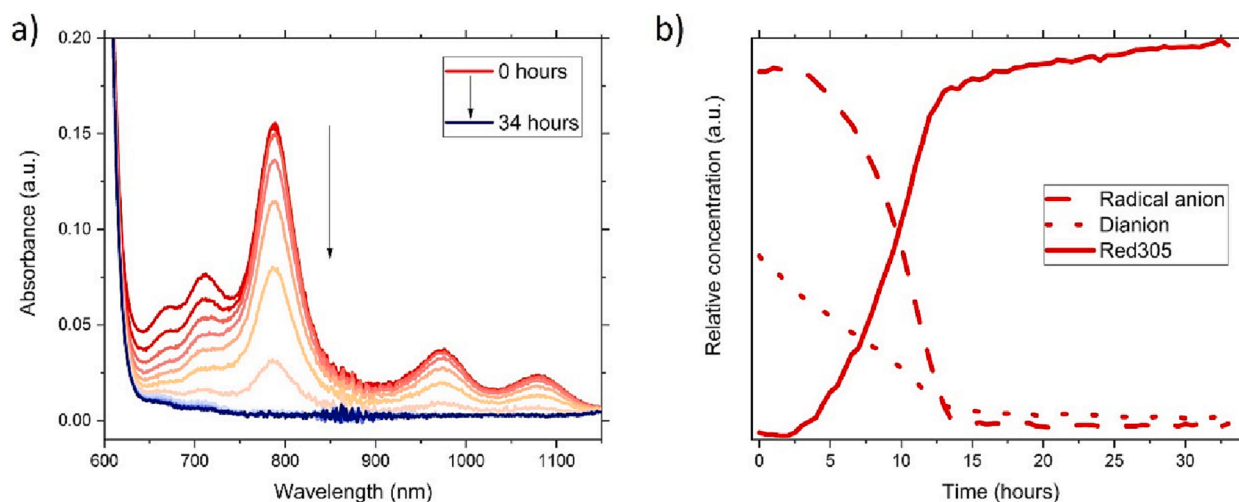 a)
0.20
0.15
0.10
0.05
0.00
Absorbance (a.u.)
0 hours
34 hours
600 700 800 900 1000 1100
Wavelength (nm)
b)
Relative concentration (a.u.)
Radical anion
Dianion
Red305
0 5 10 15 20 25 30
Time (hours)